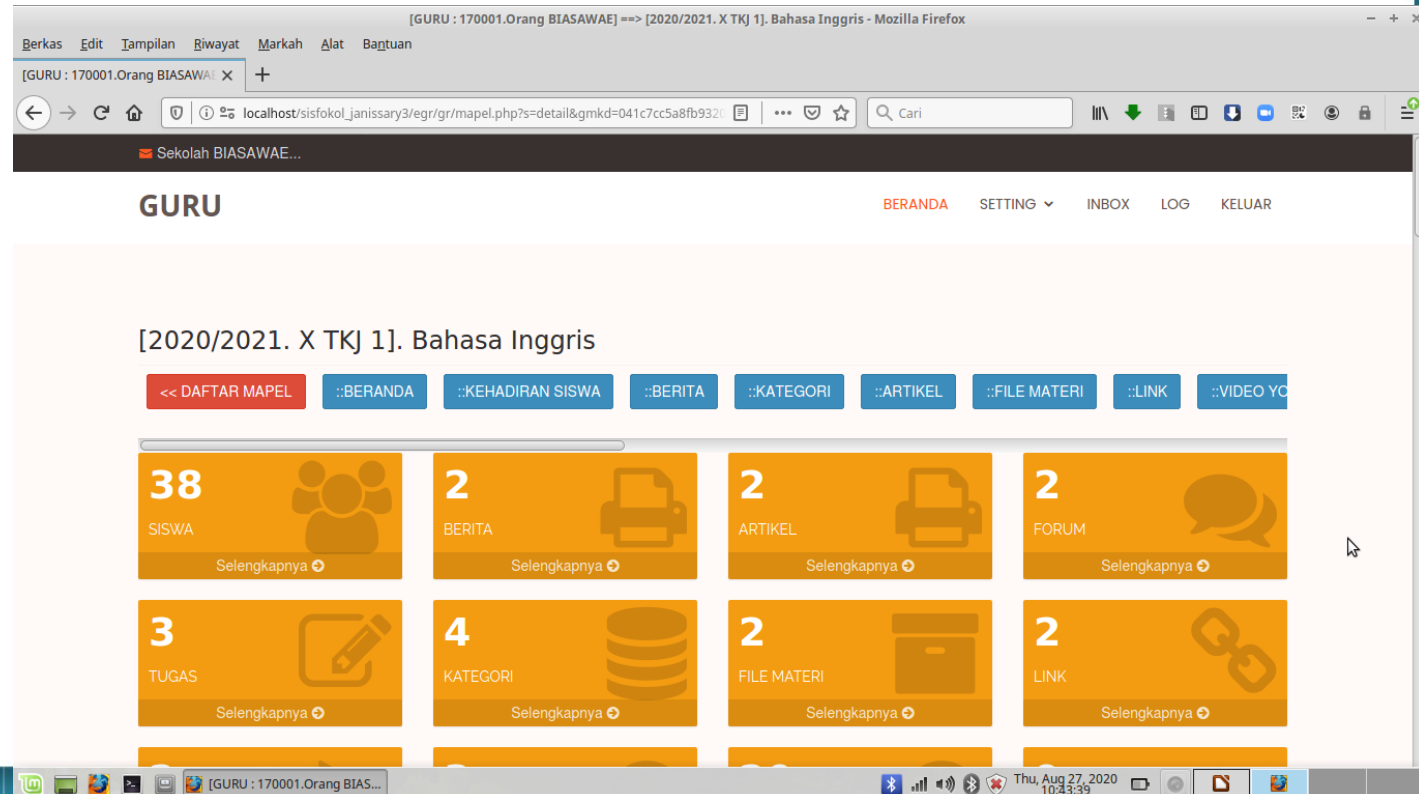 [GURU : 170001.Orang BIASAWAE] ==> [2020/2021. X TKJ 1]. Bahasa Inggris - Mozilla Firefox
Berkas Edit Tampilan Riwayat Markah Alat Bantuan
[GURU : 170001.Orang BIASAWAE
localhost/sisfokol_janissary3/egr/gr/mapel.php?s=detail&gmkd=041c7cc5a8fb9320 Cari
Sekolah BIASAWAE...
GURU BERANDA SETTING INBOX LOG KELUAR
[2020/2021. X TKJ 1]. Bahasa Inggris
<< DAFTAR MAPEL ::BERANDA ::KEHADIRAN SISWA ::BERITA ::KATEGORI ::ARTIKEL ::FILE MATERI ::LINK ::VIDEO YO
38 2 2 2
SISWA BERITA ARTIKEL FORUM
Selengkapnya Selengkapnya Selengkapnya Selengkapnya
3 4 2 2
TUGAS KATEGORI FILE MATERI LINK
Selengkapnya Selengkapnya Selengkapnya Selengkapnya
[GURU : 170001.Orang BIAS... Thu, Aug 27, 2020
10:43:39